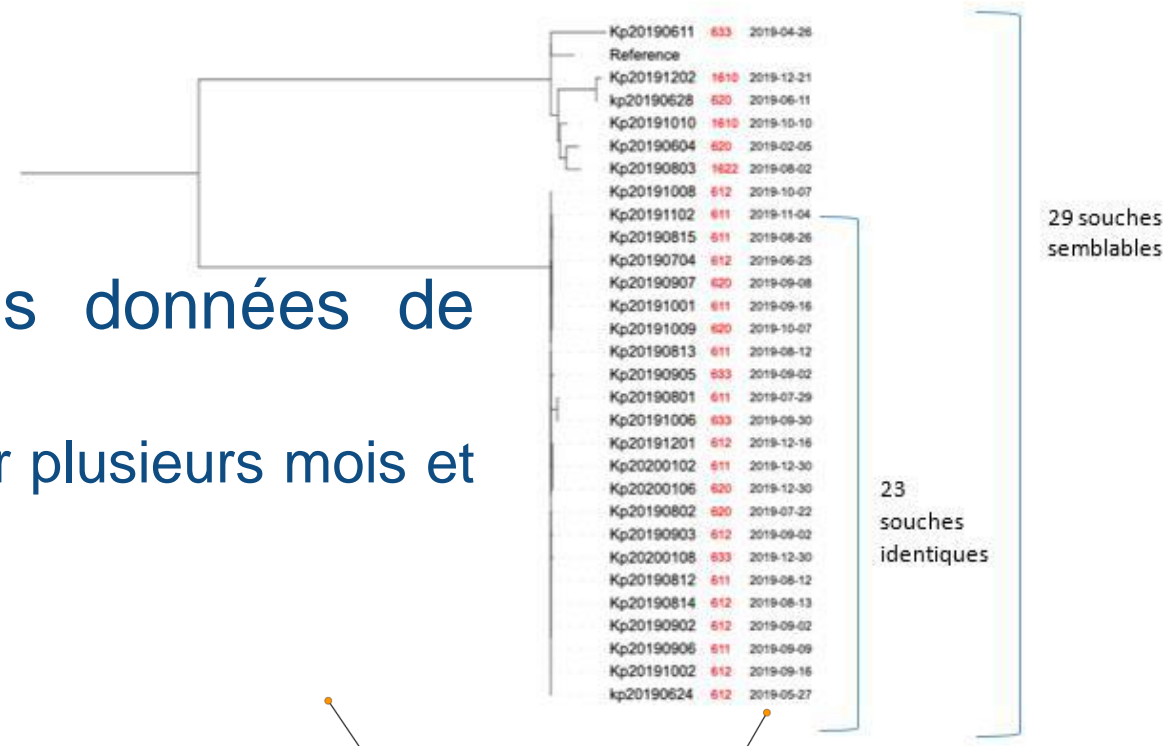 Kp20190611 633 2019-04-26
Reference
Kp20191202 1610 2019-12-21
kp20190628 620 2019-06-11
Kp20191010 1610 2019-10-10
Kp20190604 620 2019-02-05
Kp20190803 1622 2019-08-02
Kp20191008 612 2019-10-07
Kp20191102 611 2019-11-04
Kp20190815 611 2019-08-26
Kp20190704 612 2019-06-25
Kp20190907 620 2019-09-08
Kp20191001 611 2019-09-16
Kp20191009 620 2019-10-07
Kp20190813 611 2019-08-12
Kp20190905 633 2019-09-02
Kp20190801 611 2019-07-29
Kp20191006 633 2019-09-30
Kp20191201 612 2019-12-16
Kp20200102 611 2019-12-30
Kp20200106 620 2019-12-30
Kp20190802 620 2019-07-22
Kp20190903 612 2019-09-02
Kp20200108 633 2019-12-30
Kp20190812 611 2019-08-12
Kp20190814 612 2019-08-13
Kp20190902 612 2019-09-02
Kp20190906 611 2019-09-09
Kp20191002 612 2019-09-16
kp20190624 612 2019-05-27
29 souches
semblables
23
souches
identiques
s données de
r plusieurs mois et